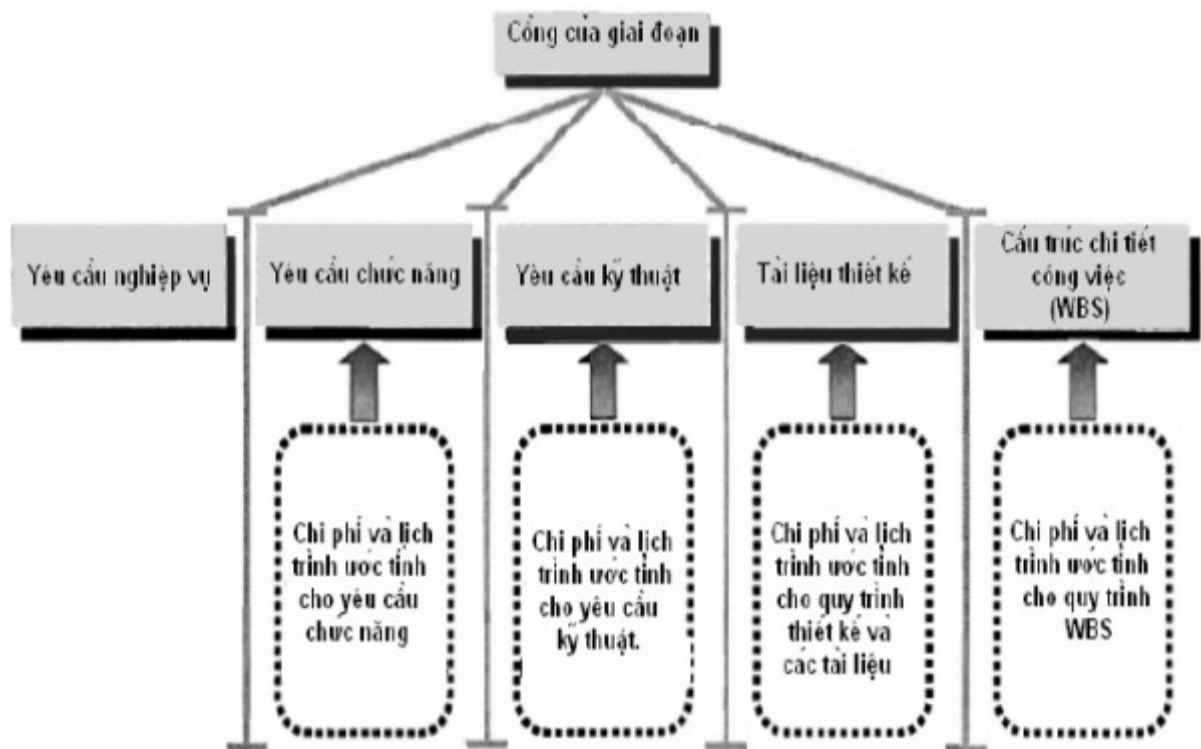 Cổng của giai đoạn
Yêu cầu nghiệp vụ
Yêu cầu chức năng
Yêu cầu kỹ thuật
Tài liệu thiết kế
Cấu trúc chi tiết
công việc
(WBS)
Chi phí và lịch
trình ước tính
cho yêu cầu
chức năng
Chi phí và lịch
trình ước tính
cho yêu cầu
kỹ thuật.
Chi phí và lịch
trình ước tính
cho quy trình
thiết kế và
các tài liệu
Chi phí và lịch
trình ước tính
cho quy trình
WBS